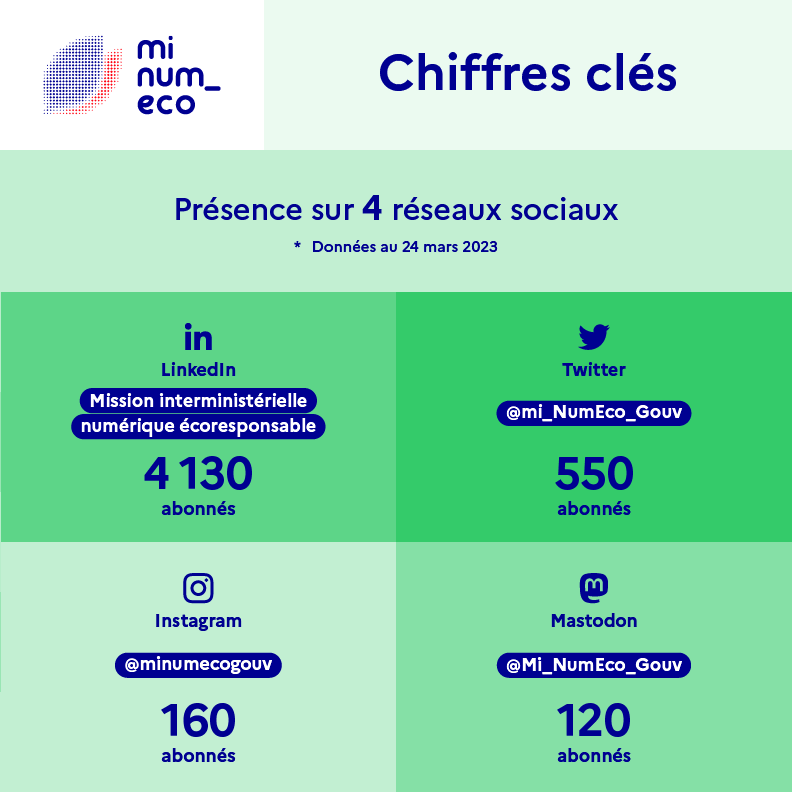 mi
num_
eco
Chiffres clés
Présence sur 4 réseaux sociaux
* Données au 24 mars 2023
in
LinkedIn
Mission interministérielle
numérique écoresponsable
4 130
abonnés
Twitter
@mi_NumEco_Gouv
550
abonnés
Instagram
@minumecogouv
160
abonnés
Mastodon
@Mi_NumEco_Gouv
120
abonnés